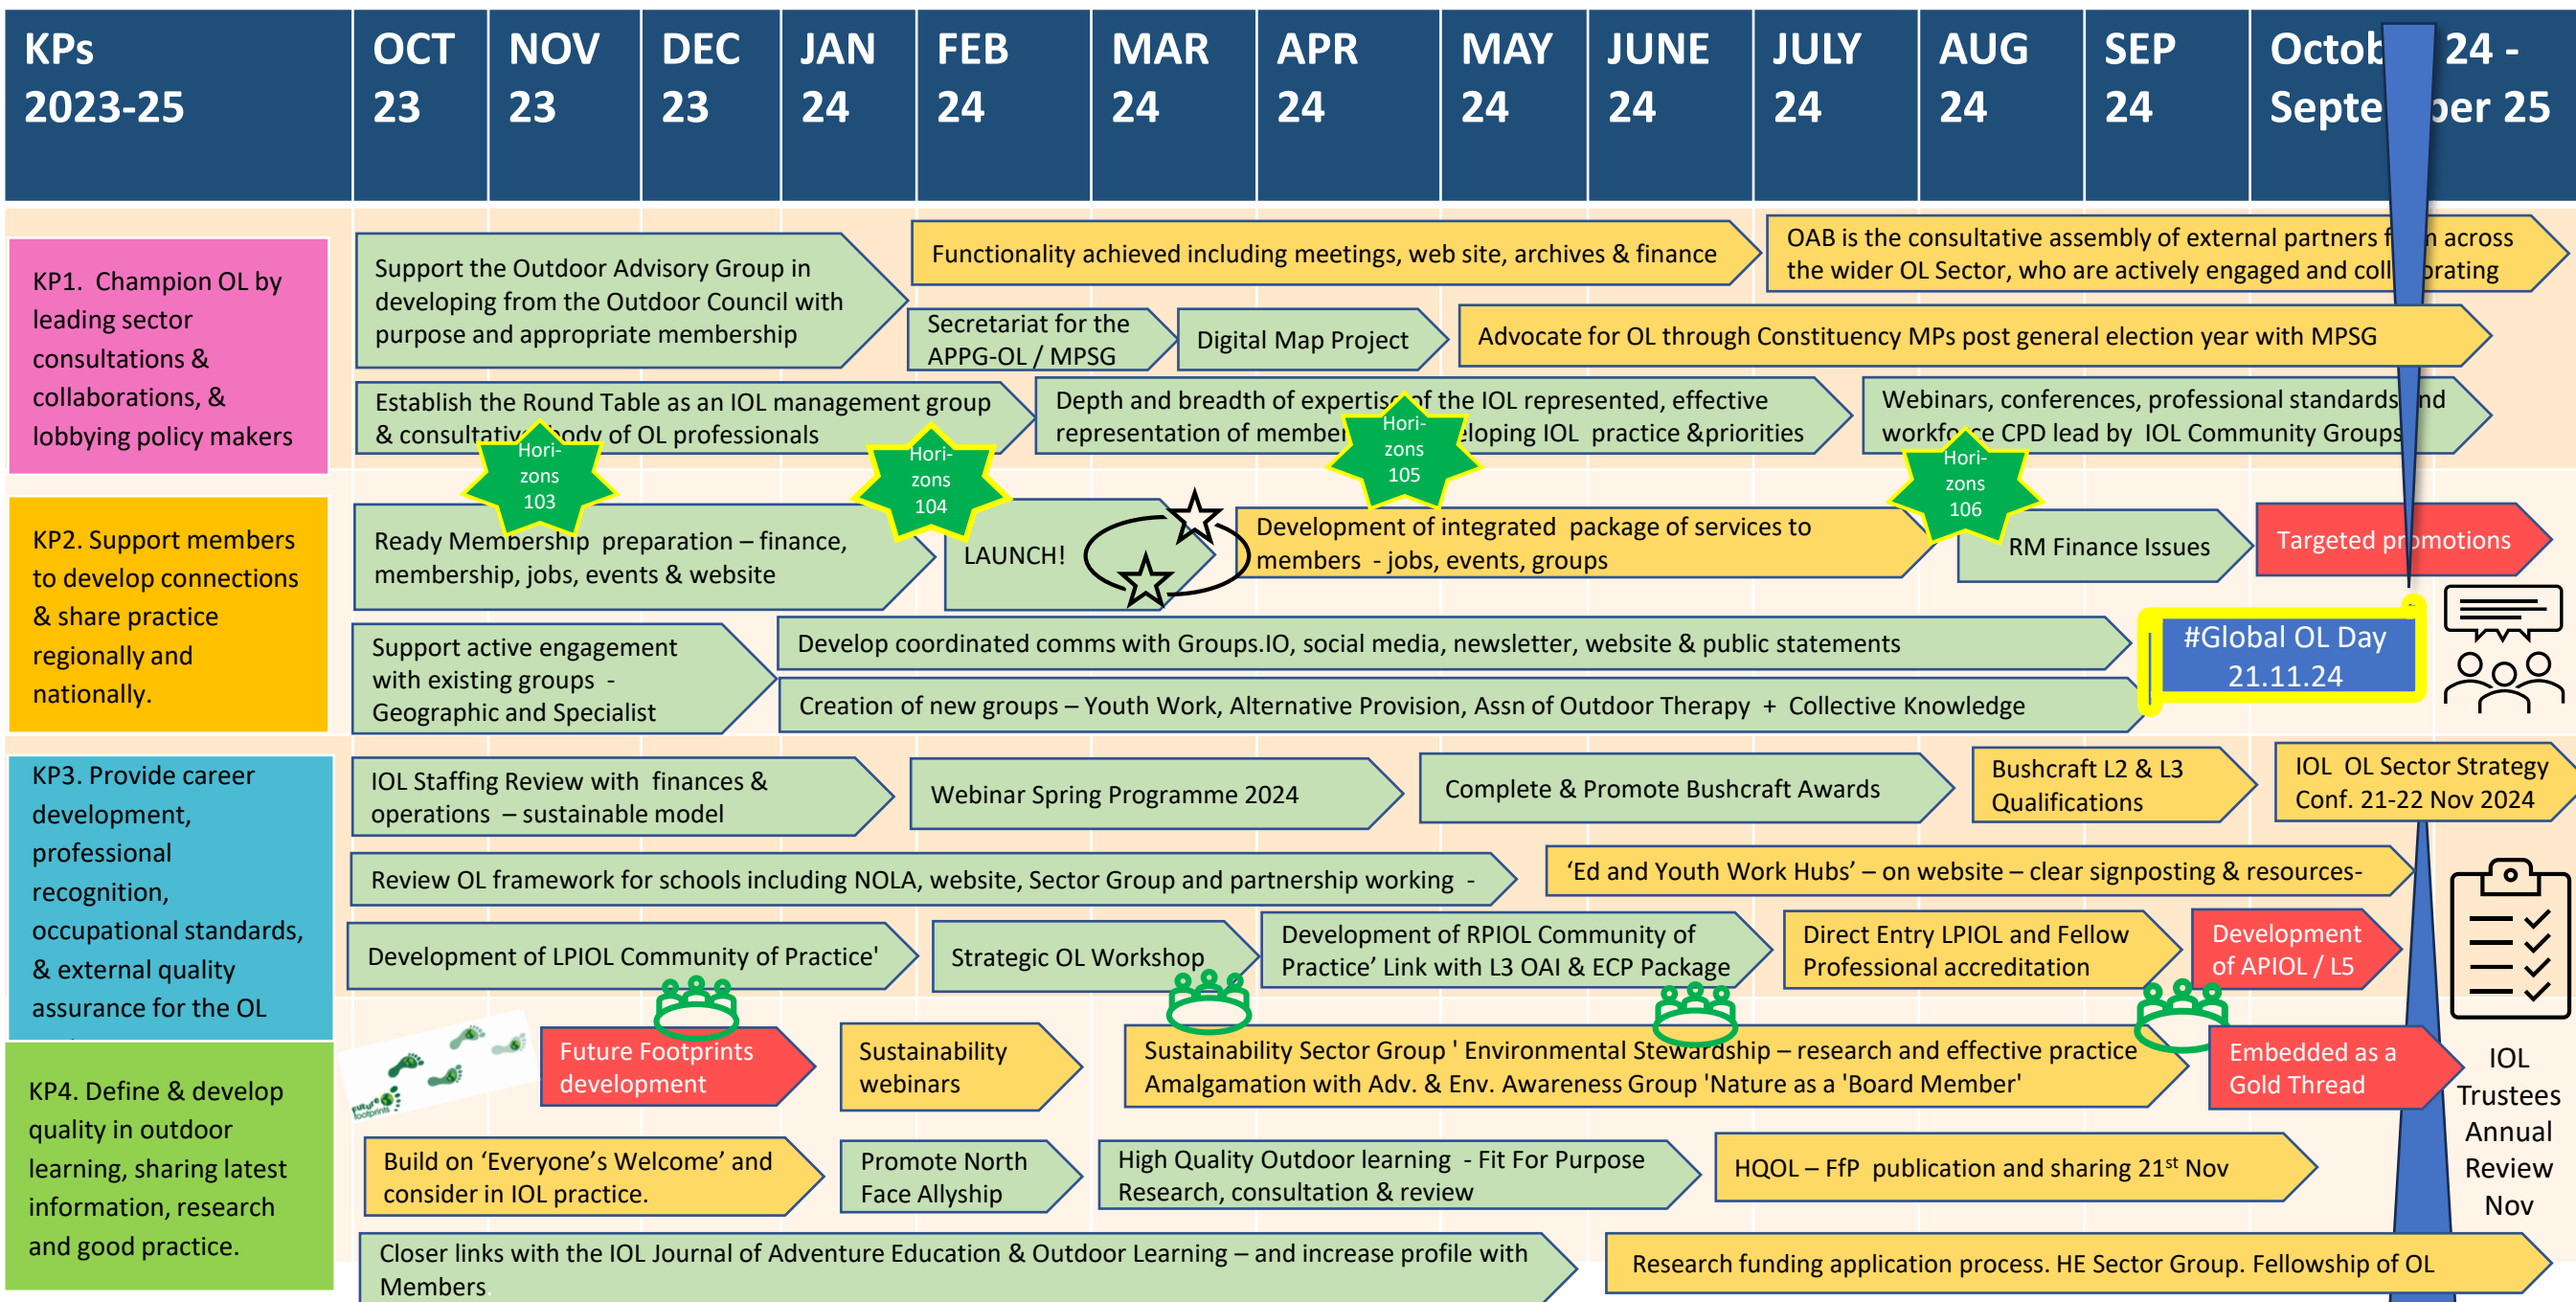 KPs
2023-25
OCT
23
NOV
23
DEC
23
JAN
24
FEB
24
MAR
24
APR
24
MAY
24
JUNE
24
JULY
24
AUG
24
SEP
24
Octob 24 -
Septe ber 25
KP1. Champion OL by
leading sector
consultations &
collaborations, &
lobbying policy makers
Support the Outdoor Advisory Group in
developing from the Outdoor Council with
purpose and appropriate membership
Functionality achieved including meetings, web site, archives & finance
OAB is the consultative assembly of external partners across
the wider OL Sector, who are actively engaged and
Secretariat for the
APPG-OL / MPSG
Digital Map Project
Advocate for OL through Constituency MPs post general election year with MPSG
Establish the Round Table as an IOL management group
& consultative body of OL professionals
Depth and breadth of expertise of the IOL represented, effective
representation of IOL practice &priorities
Webinars, conferences, professional standards
workforce CPD lead by IOL Community Groups
Hori-
zons
103
Hori-
zons
104
Hori-
zons
105
Hori-
zons
106
KP2. Support members
to develop connections
& share practice
regionally and
nationally.
Ready Membership preparation – finance,
membership, jobs, events & website
LAUNCH!
Development of integrated package of services to
members - jobs, events, groups
RM Finance Issues
Targeted promotions
Support active engagement
with existing groups -
Geographic and Specialist
Develop coordinated comms with Groups.IO, social media, newsletter, website & public statements
Creation of new groups – Youth Work, Alternative Provision, Assn of Outdoor Therapy + Collective Knowledge
#Global OL Day
21.11.24
KP3. Provide career
development,
professional
recognition,
occupational standards,
& external quality
assurance for the OL
IOL Staffing Review with finances &
operations – sustainable model
Webinar Spring Programme 2024
Complete & Promote Bushcraft Awards
Bushcraft L2 & L3
Qualifications
IOL OL Sector Strategy
Conf. 21-22 Nov 2024
Review OL framework for schools including NOLA, website, Sector Group and partnership working -
‘Ed and Youth Work Hubs’ – on website – clear signposting & resources-
Development of LPIOL Community of Practice'
Strategic OL Workshop
Development of RPIOL Community of
Practice’ Link with L3 OAI & ECP Package
Direct Entry LPIOL and Fellow
Professional accreditation
Development
of APIOL / L5
KP4. Define & develop
quality in outdoor
learning, sharing latest
information, research
and good practice.
Future
footprints
Future Footprints
development
Sustainability
webinars
Sustainability Sector Group ' Environmental Stewardship – research and effective practice
Amalgamation with Adv. & Env. Awareness Group 'Nature as a 'Board Member'
Embedded as a
Gold Thread
IOL
Trustees
Annual
Review
Nov
Build on ‘Everyone’s Welcome’ and
consider in IOL practice.
Promote North
Face Allyship
High Quality Outdoor learning - Fit For Purpose
Research, consultation & review
HQOL – FfP publication and sharing 21st Nov
Closer links with the IOL Journal of Adventure Education & Outdoor Learning – and increase profile with
Members
Research funding application process. HE Sector Group. Fellowship of OL